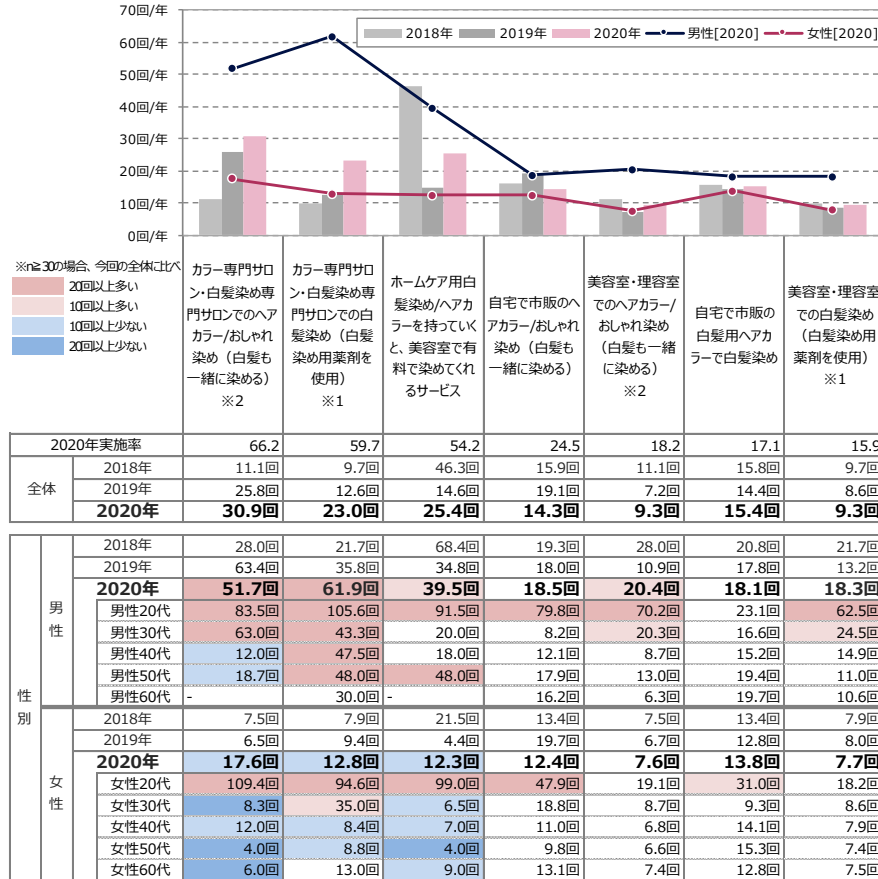 70回/年
60回/年
50回/年
40回/年
30回/年
20回/年
10回/年
0回/年
2018年 2019年 2020年 男性[2020] 女性[2020]
※n≧30の場合、今回の全体に比べ
20回以上多い
10回以上多い
10回以上少ない
20回以上少ない
カラー専門サロ
ン・白髪染め専
門サロンでのヘア
カラー/おしゃれ
染め（白髪も
一緒に染める）
※2
カラー専門サロ
ン・白髪染め専
門サロンでの白
髪染め（白髪
染め用薬剤を
使用）
※1
ホームケア用白
髪染め/ヘアカ
ラーを持っていく
と、美容室で有
料で染めてくれ
るサービス
自宅で市販のヘ
アカラー/おしゃれ
染め（白髪も
一緒に染める）
美容室・理容室
でのヘアカラー/
おしゃれ染め
（白髪も一緒
に染める）
※2
自宅で市販の
白髪用ヘアカ
ラーで白髪染め
美容室・理容室
での白髪染め
（白髪染め用
薬剤を使用）
※1
2020年実施率 66.2 59.7 54.2 24.5 18.2 17.1 15.9
全体
2018年 11.1回 9.7回 46.3回 15.9回 11.1回 15.8回 9.7回
2019年 25.8回 12.6回 14.6回 19.1回 7.2回 14.4回 8.6回
2020年 30.9回 23.0回 25.4回 14.3回 9.3回 15.4回 9.3回
性別
男性
2018年 28.0回 21.7回 68.4回 19.3回 28.0回 20.8回 21.7回
2019年 63.4回 35.8回 34.8回 18.0回 10.9回 17.8回 13.2回
2020年 51.7回 61.9回 39.5回 18.5回 20.4回 18.1回 18.3回
男性20代 83.5回 105.6回 91.5回 79.8回 70.2回 23.1回 62.5回
男性30代 63.0回 43.3回 20.0回 8.2回 20.3回 16.6回 24.5回
男性40代 12.0回 47.5回 18.0回 12.1回 8.7回 15.2回 14.9回
男性50代 18.7回 48.0回 48.0回 17.9回 13.0回 19.4回 11.0回
男性60代 - 30.0回 - 16.2回 6.3回 19.7回 10.6回
女性
2018年 7.5回 7.9回 21.5回 13.4回 7.5回 13.4回 7.9回
2019年 6.5回 9.4回 4.4回 19.7回 6.7回 12.8回 8.0回
2020年 17.6回 12.8回 12.3回 12.4回 7.6回 13.8回 7.7回
女性20代 109.4回 94.6回 99.0回 47.9回 19.1回 31.0回 18.2回
女性30代 8.3回 35.0回 6.5回 18.8回 8.7回 9.3回 8.6回
女性40代 12.0回 8.4回 7.0回 11.0回 6.8回 14.1回 7.9回
女性50代 4.0回 8.8回 4.0回 9.8回 6.6回 15.3回 7.4回
女性60代 6.0回 13.0回 9.0回 13.1回 7.4回 12.8回 7.5回